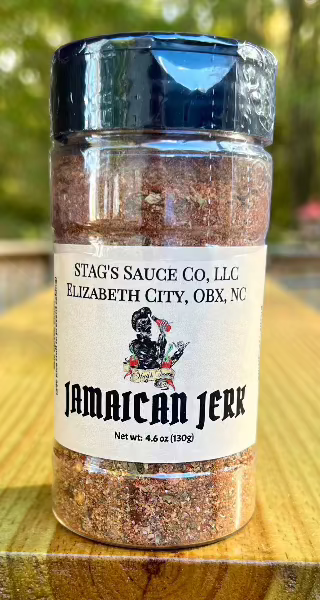 STAG'S SAUCE CO, LLC
ELIZABETH CITY, OBX, NC
JAMAICAN JERK
Net wt: 4.6 oz (130g)